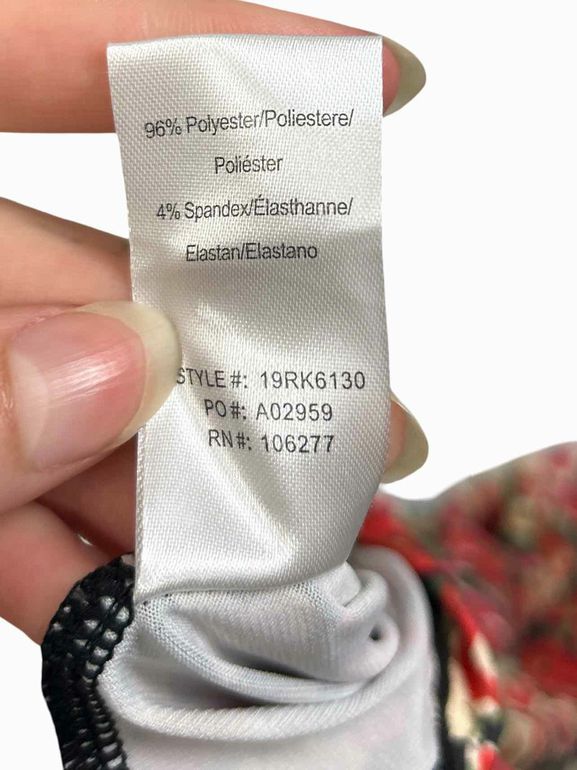 96% Polyester/Poliestere/
Poliéster
4% Spandex/Élasthanne/
Elastan/Elastano
STYLE #: 19RK6130
PO#: A02959
RN#: 106277